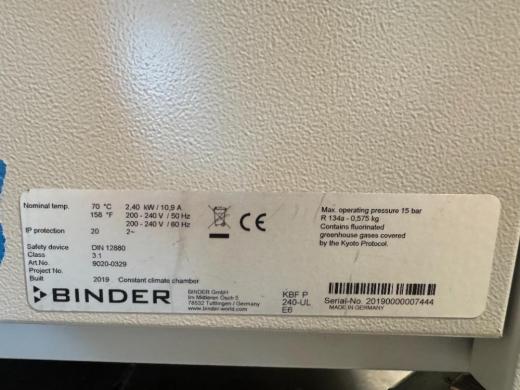 Nominal temp. 70 °C 2,40 kW / 10,9 A
158 °F 200 - 240 V / 50 Hz
200 - 240 V / 60 Hz
IP protection 20 2~
Safety device DIN 12880
Class 3.1
Art.No. 9020-0329
Project No.
Built 2019 Constant climate chamber
CE
Max. operating pressure 15 bar
R 134a - 0,575 kg
Contains fluorinated
greenhouse gases covered
by the Kyoto Protocol.
BINDER
BINDER GmbH
Im Mittleren Ösch 5
78532 Tuttlingen / Germany
www.binder-world.com
KBF P
240-UL
E6
Serial-No. 20190000007444
MADE IN GERMANY